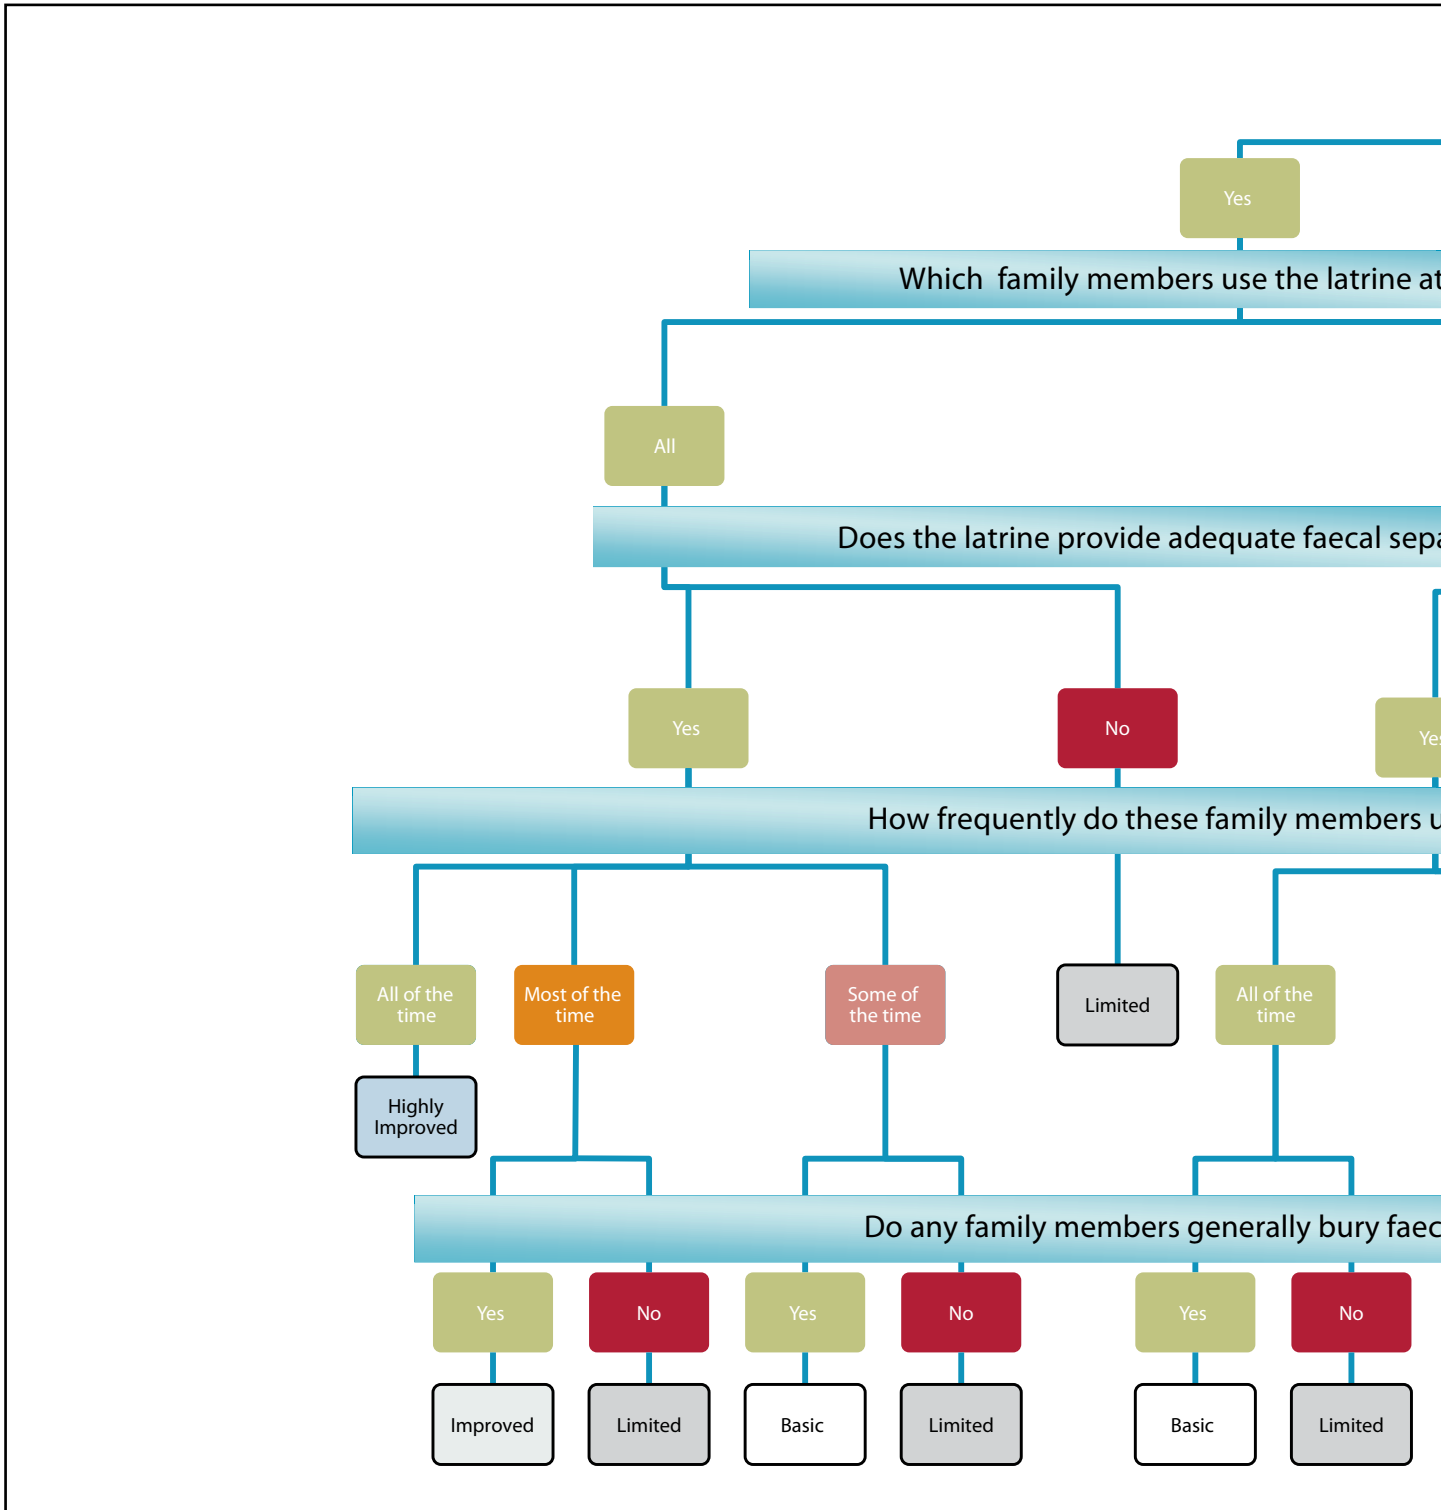 Yes
Which family members use the latrine at
All
Does the latrine provide adequate faecal sepa
Yes
No
Yes
How frequently do these family members u
All of the
time
Most of the
time
Some of
the time
Limited
All of the
time
Highly
Improved
Do any family members generally bury faec
Yes
No
Yes
No
Yes
No
Improved
Limited
Basic
Limited
Basic
Limited